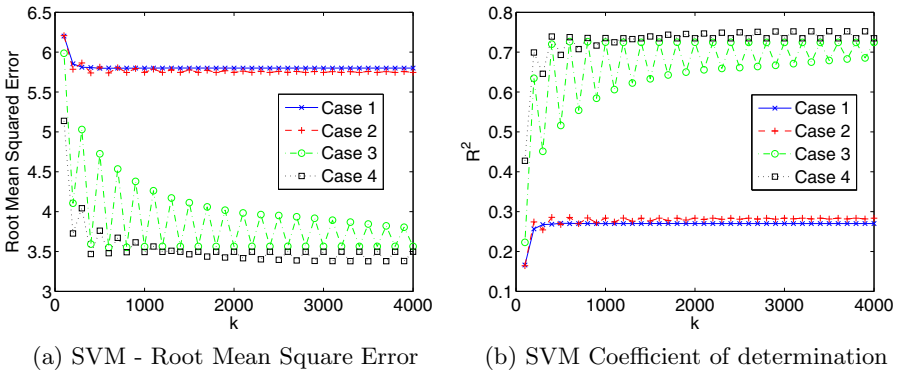 6.5
6
5.5
5
4.5
4
3.5
3
0
1000
2000
3000
4000
k
Root Mean Squared Error
Case 1
Case 2
Case 3
Case 4
(a) SVM - Root Mean Square Error
0.8
0.7
0.6
0.5
0.4
0.3
0.2
0.1
0
1000
2000
3000
4000
k
R²
Case 1
Case 2
Case 3
Case 4
(b) SVM Coefficient of determination